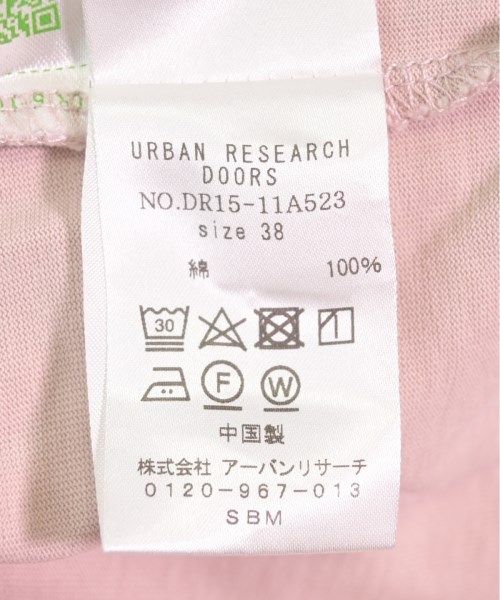 URBAN RESEARCH
DOORS
NO.DR15-11A523
size 38
綿 100%
30
F W
中国製
株式会社 アーバンリサーチ
0120-967-013
SBM